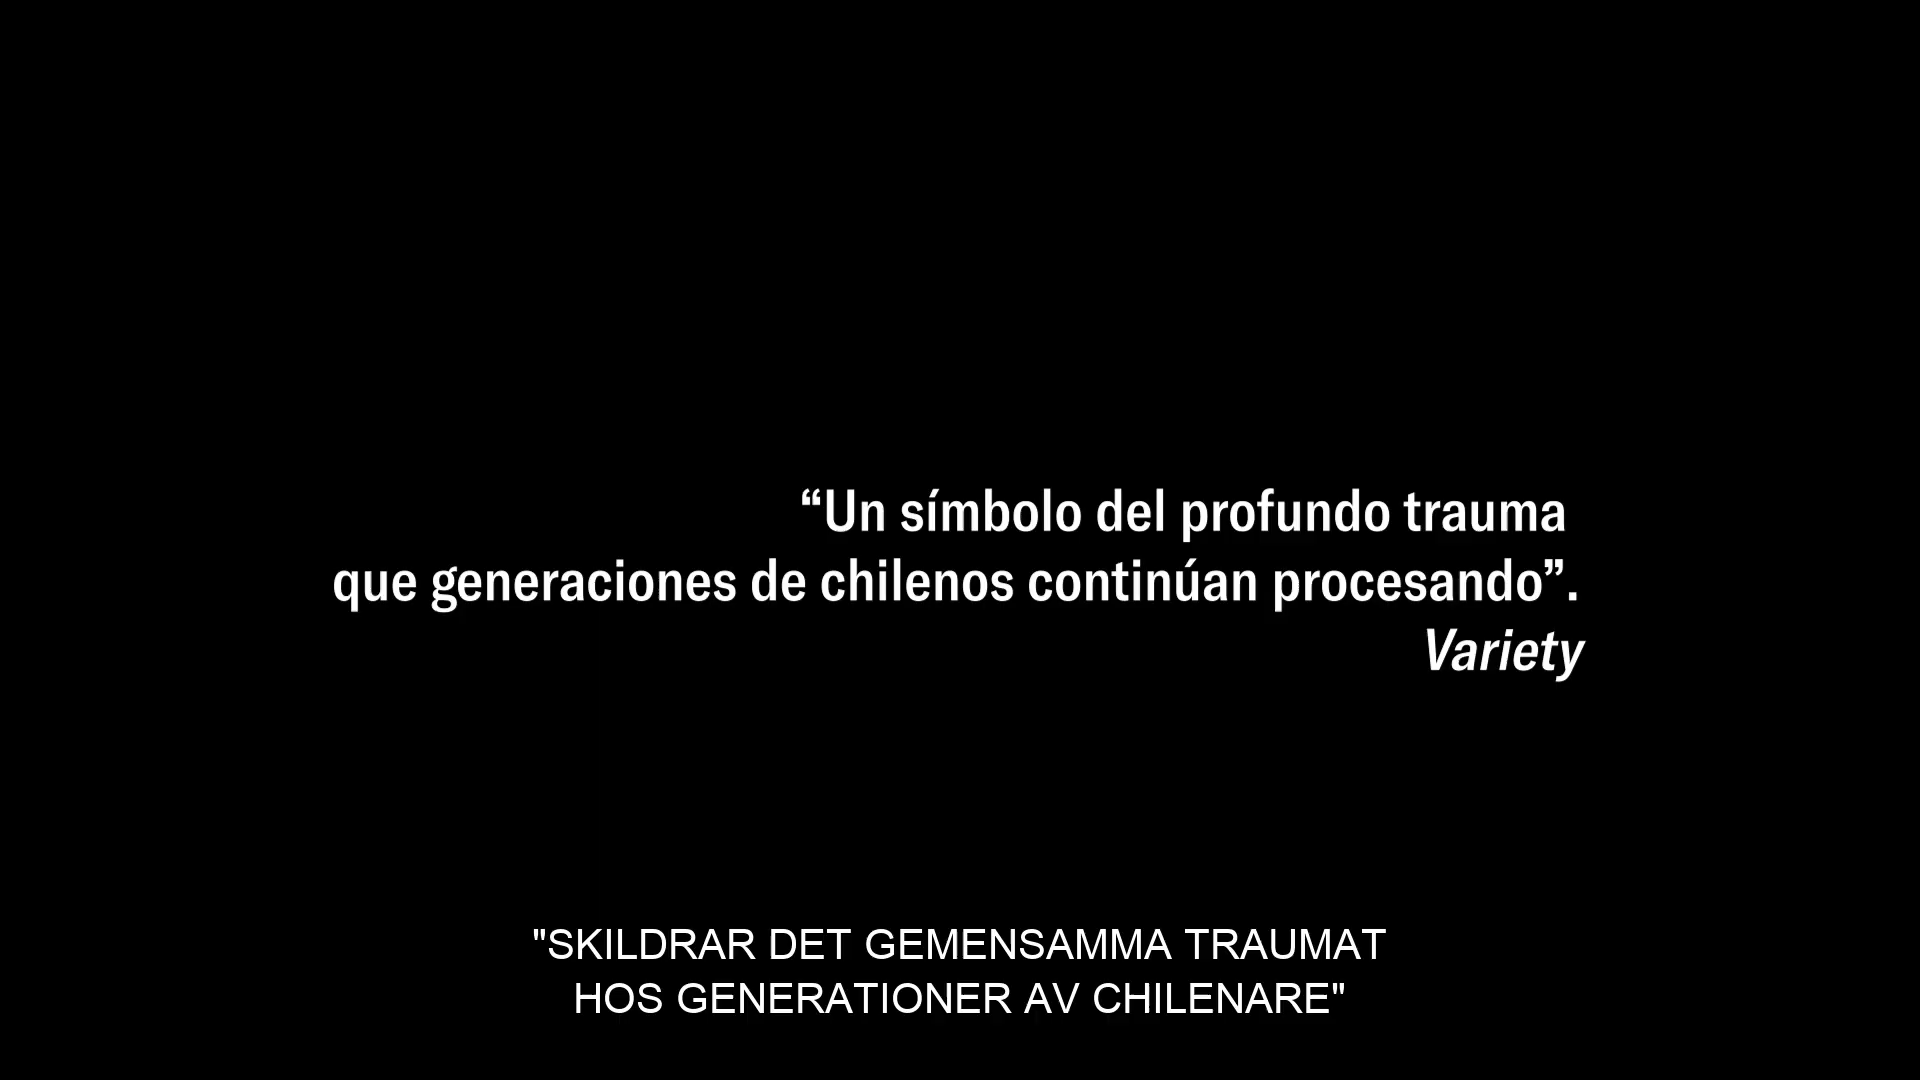 “Un símbolo del profundo trauma
que generaciones de chilenos continúan procesando”.
Variety
"SKILDRAR DET GEMENSAMMA TRAUMAT
HOS GENERATIONER AV CHILENARE"